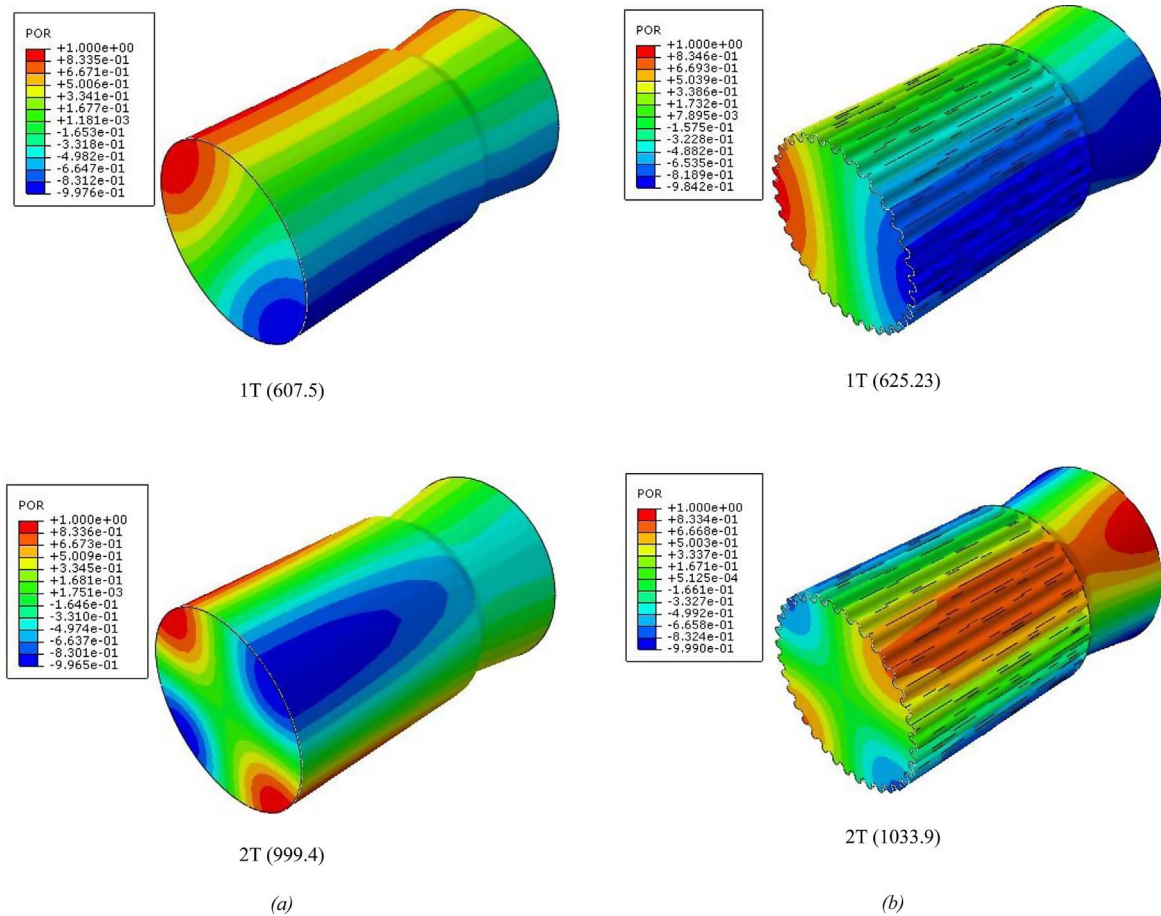 POR
+1.000e+00
+8.335e-01
+6.671e-01
+5.006e-01
+3.341e-01
+1.677e-01
+1.181e-03
-1.653e-01
-3.318e-01
-4.982e-01
-6.647e-01
-8.312e-01
-9.976e-01
1T (607.5)
POR
+1.000e+00
+8.346e-01
+6.693e-01
+5.039e-01
+3.386e-01
+1.732e-01
+7.895e-03
-1.575e-01
-3.228e-01
-4.882e-01
-6.535e-01
-8.189e-01
-9.842e-01
1T (625.23)
POR
+1.000e+00
+8.336e-01
+6.673e-01
+5.009e-01
+3.345e-01
+1.681e-01
+1.751e-03
-1.646e-01
-3.310e-01
-4.974e-01
-6.637e-01
-8.301e-01
-9.965e-01
2T (999.4)
(a)
POR
+1.000e+00
+8.334e-01
+6.668e-01
+5.003e-01
+3.337e-01
+1.671e-01
+5.125e-04
-1.661e-01
-3.327e-01
-4.992e-01
-6.658e-01
-8.324e-01
-9.990e-01
2T (1033.9)
(b)